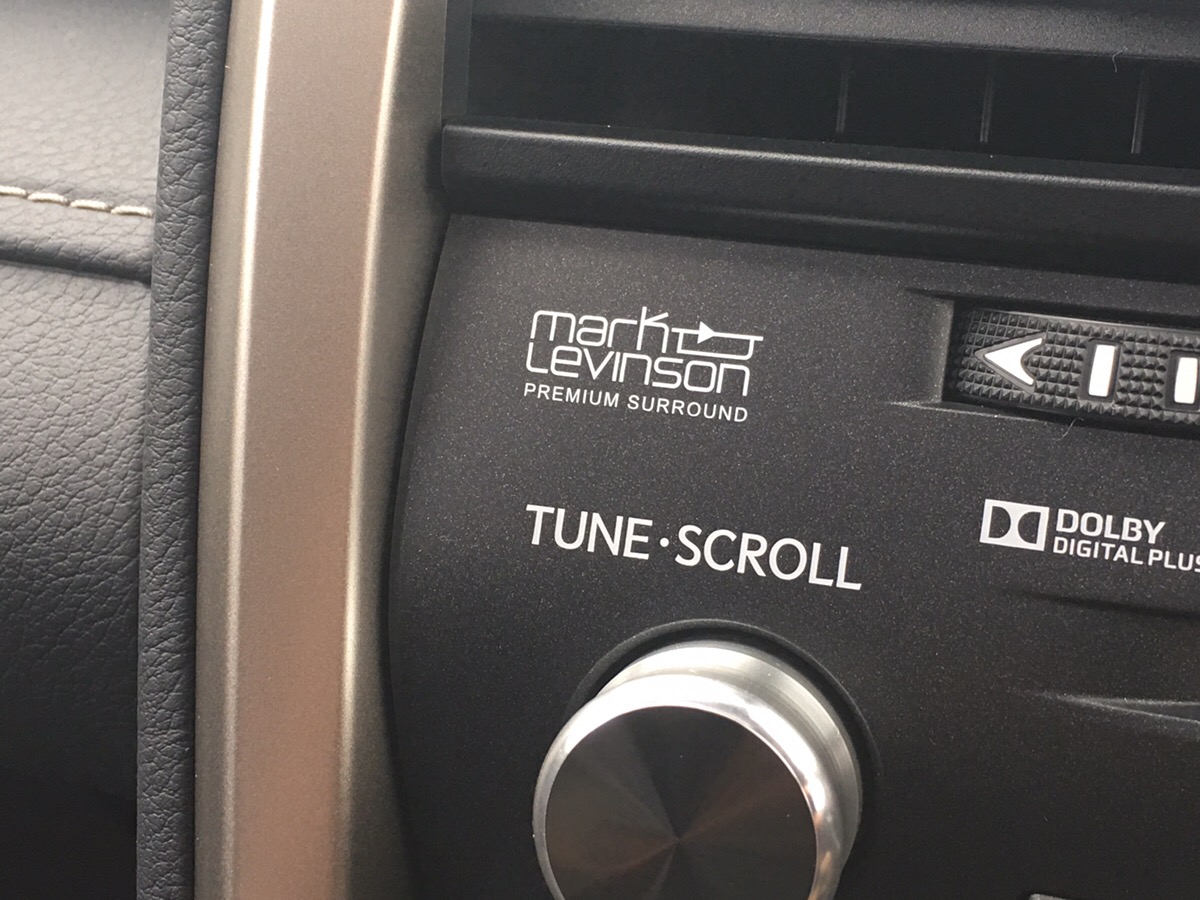 mark
LEVINSON
PREMIUM SURROUND
TUNE·SCROLL
DOLBY
DIGITAL PLUS